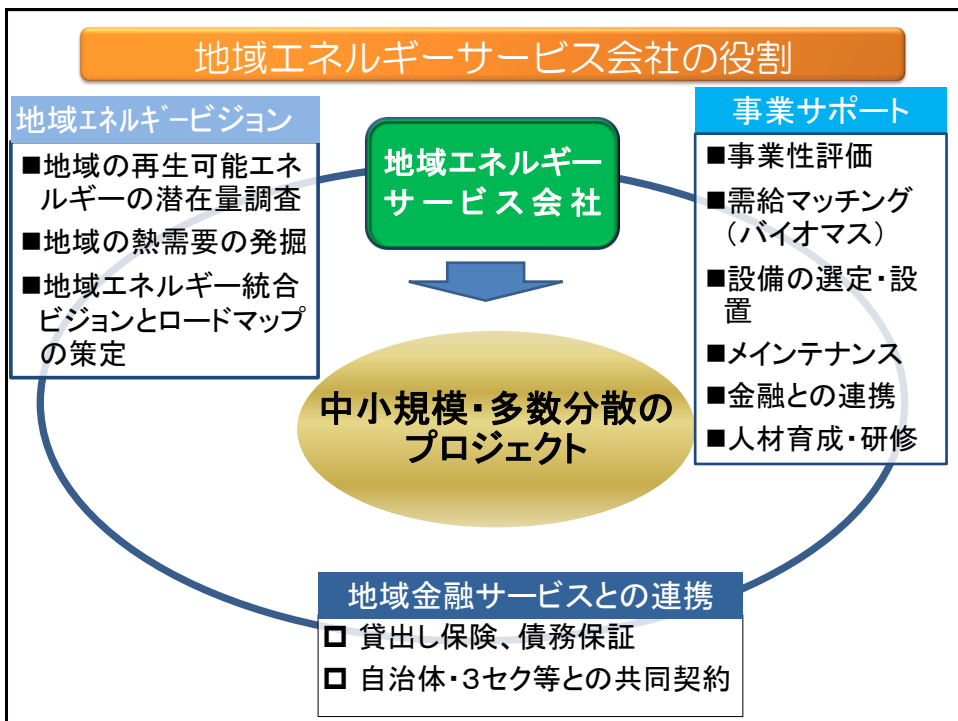 地域エネルギーサービス会社の役割
地域ｴﾈﾙｷﾞｰビジョン
■地域の再生可能エ
ネルギーの潜在量調査
■地域の熱需要の発掘
■地域エネルギー統合
ビジョンとロードマップ
の策定
地域エネルギー
サービス会社
事業サポート
■事業性評価
■需給マッチング
（バイオマス）
■設備の選定・設
置
■メインテナンス
■金融との連携
■人材育成・研修
中小規模・多数分散の
プロジェクト
地域金融サービスとの連携
□ 貸出し保険、債務保証
□ 自治体・３セク等との共同契約